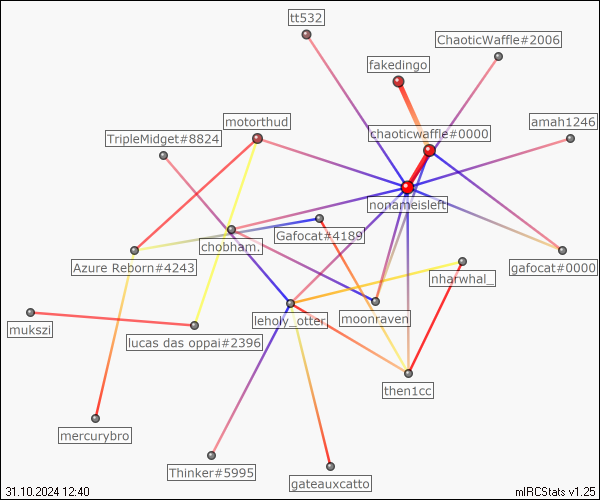 tt532
ChaoticWaffle#2006
fakedingo
motorthud
amah1246
chaoticwaffle#0000
TripleMidget#8824
nonameisleft
Gafocat#4189
chobham.
Azure Reborn#4243
gafocat#0000
nharwhal_
mukszi
leholy_otter
moonraven
lucas das oppai#2396
then1cc
mercurybro
Thinker#5995
gateauxcatto
31.10.2024 12:40
mIRCStats v1.25